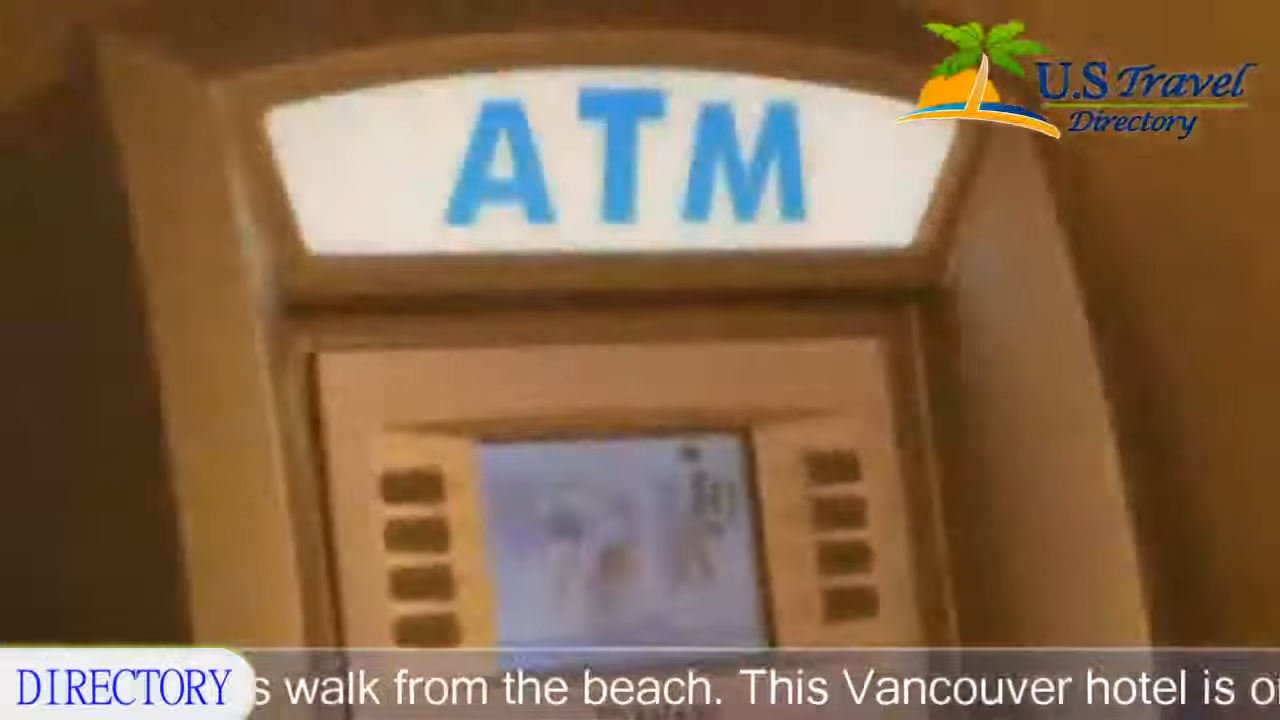 U.S Travel
Directory
ATM
DIRECTORY
s walk from the beach. This Vancouver hotel is o